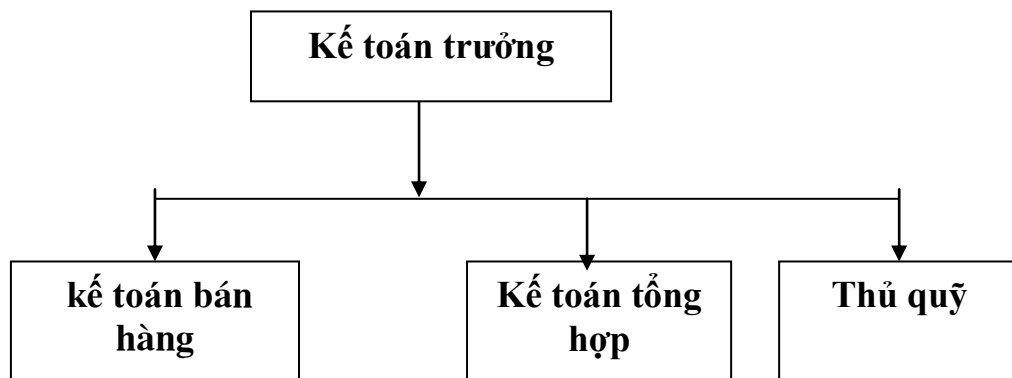 Kế toán trưởng
kế toán bán
hàng
Kế toán tổng
hợp
Thủ quỹ